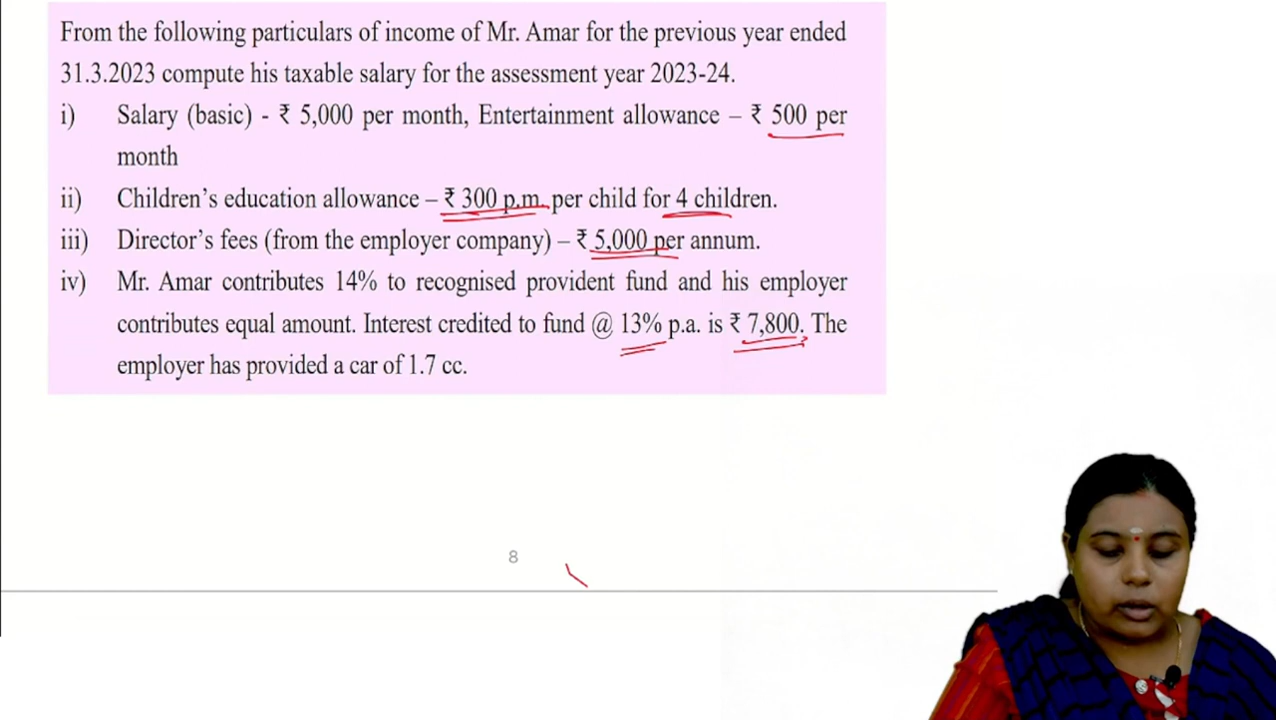 From the following particulars of income of Mr. Amar for the previous year ended
31.3.2023 compute his taxable salary for the assessment year 2023-24.
i) Salary (basic) - ₹ 5,000 per month, Entertainment allowance – ₹ 500 per
month
ii) Children's education allowance – ₹ 300 p.m. per child for 4 children.
iii) Director's fees (from the employer company) – ₹ 5,000 per annum.
iv) Mr. Amar contributes 14% to recognised provident fund and his employer
contributes equal amount. Interest credited to fund @ 13% p.a. is ₹ 7,800. The
employer has provided a car of 1.7 cc.
8